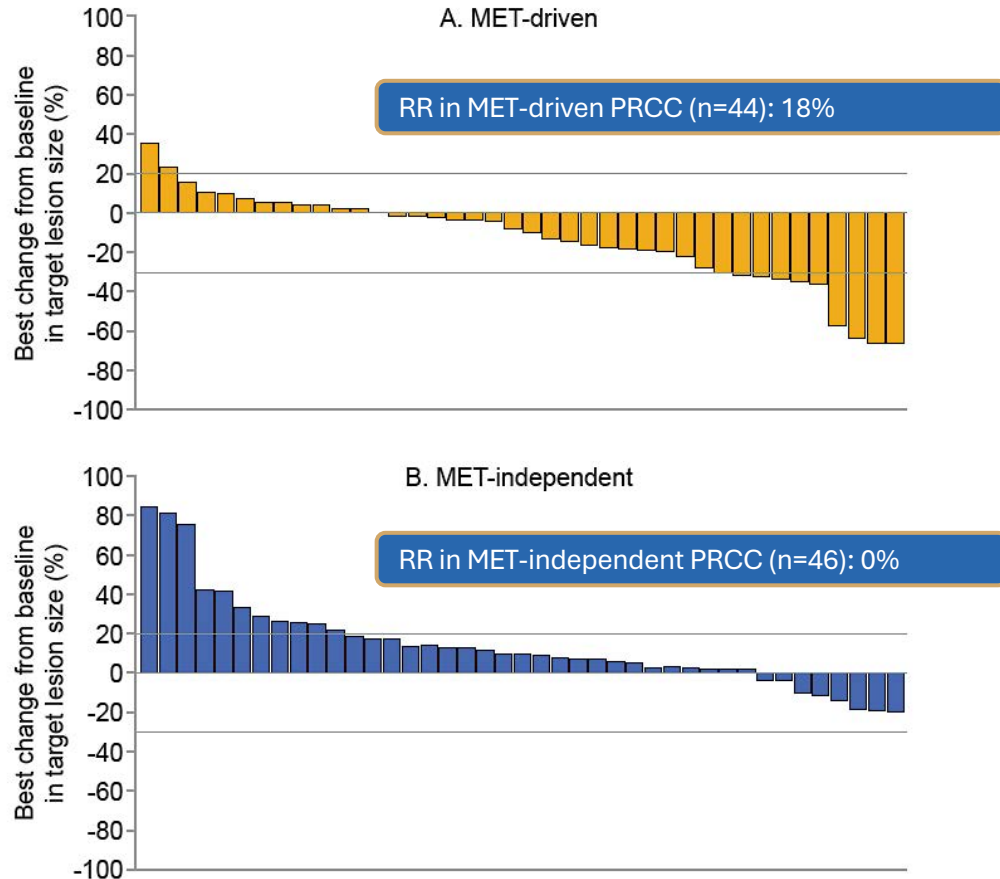 A. MET-driven
RR in MET-driven PRCC (n=44): 18%
Best change from baseline
in target lesion size (%)
100
80
60
40
20
0
-20
-40
-60
-80
-100
B. MET-independent
RR in MET-independent PRCC (n=46): 0%
Best change from baseline
in target lesion size (%)
100
80
60
40
20
0
-20
-40
-60
-80
-100